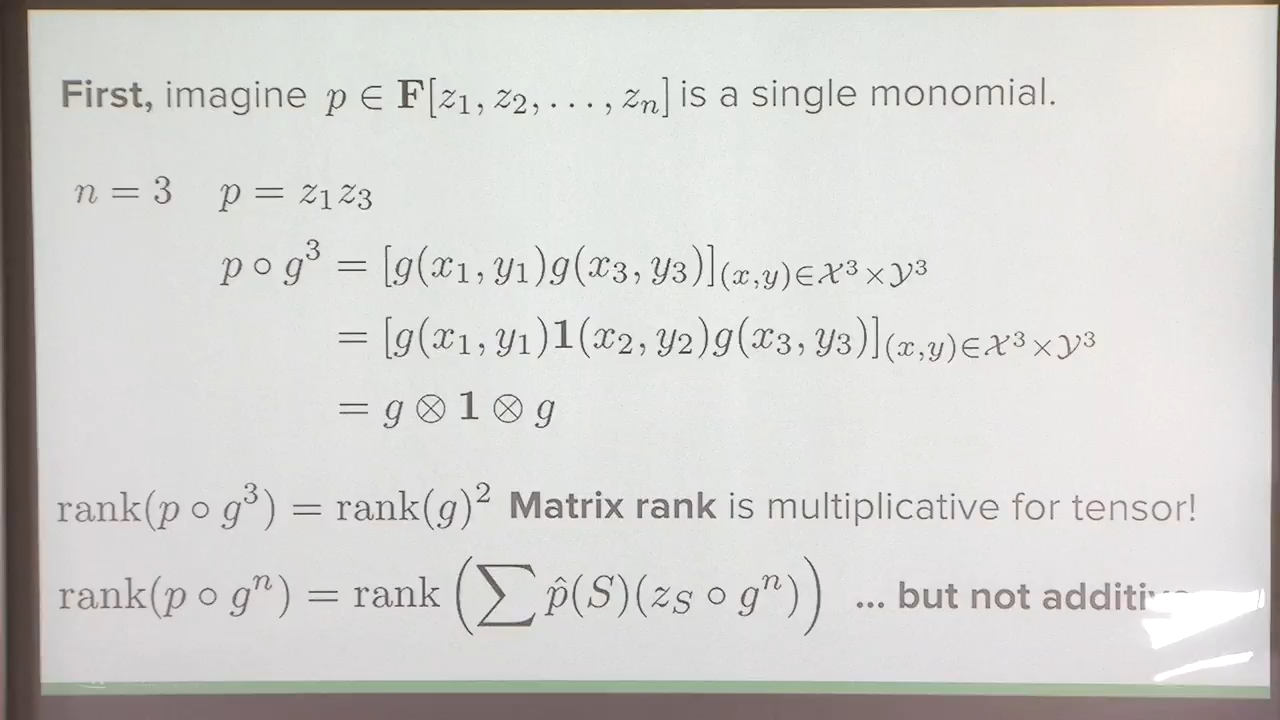 First, imagine p ∈ F[z₁, z₂, . . . , zₙ] is a single monomial.
n = 3 p = z₁z₃
p ∘ g³ = [g(x₁, y₁)g(x₃, y₃)]_{(x,y)∈𝒳³×𝒴³}
= [g(x₁, y₁)1(x₂, y₂)g(x₃, y₃)]_{(x,y)∈𝒳³×𝒴³}
= g ⊗ 1 ⊗ g
rank(p ∘ g³) = rank(g)² Matrix rank is multiplicative for tensor!
rank(p ∘ gⁿ) = rank (∑ p̂(S)(z_S ∘ gⁿ)) ... but not